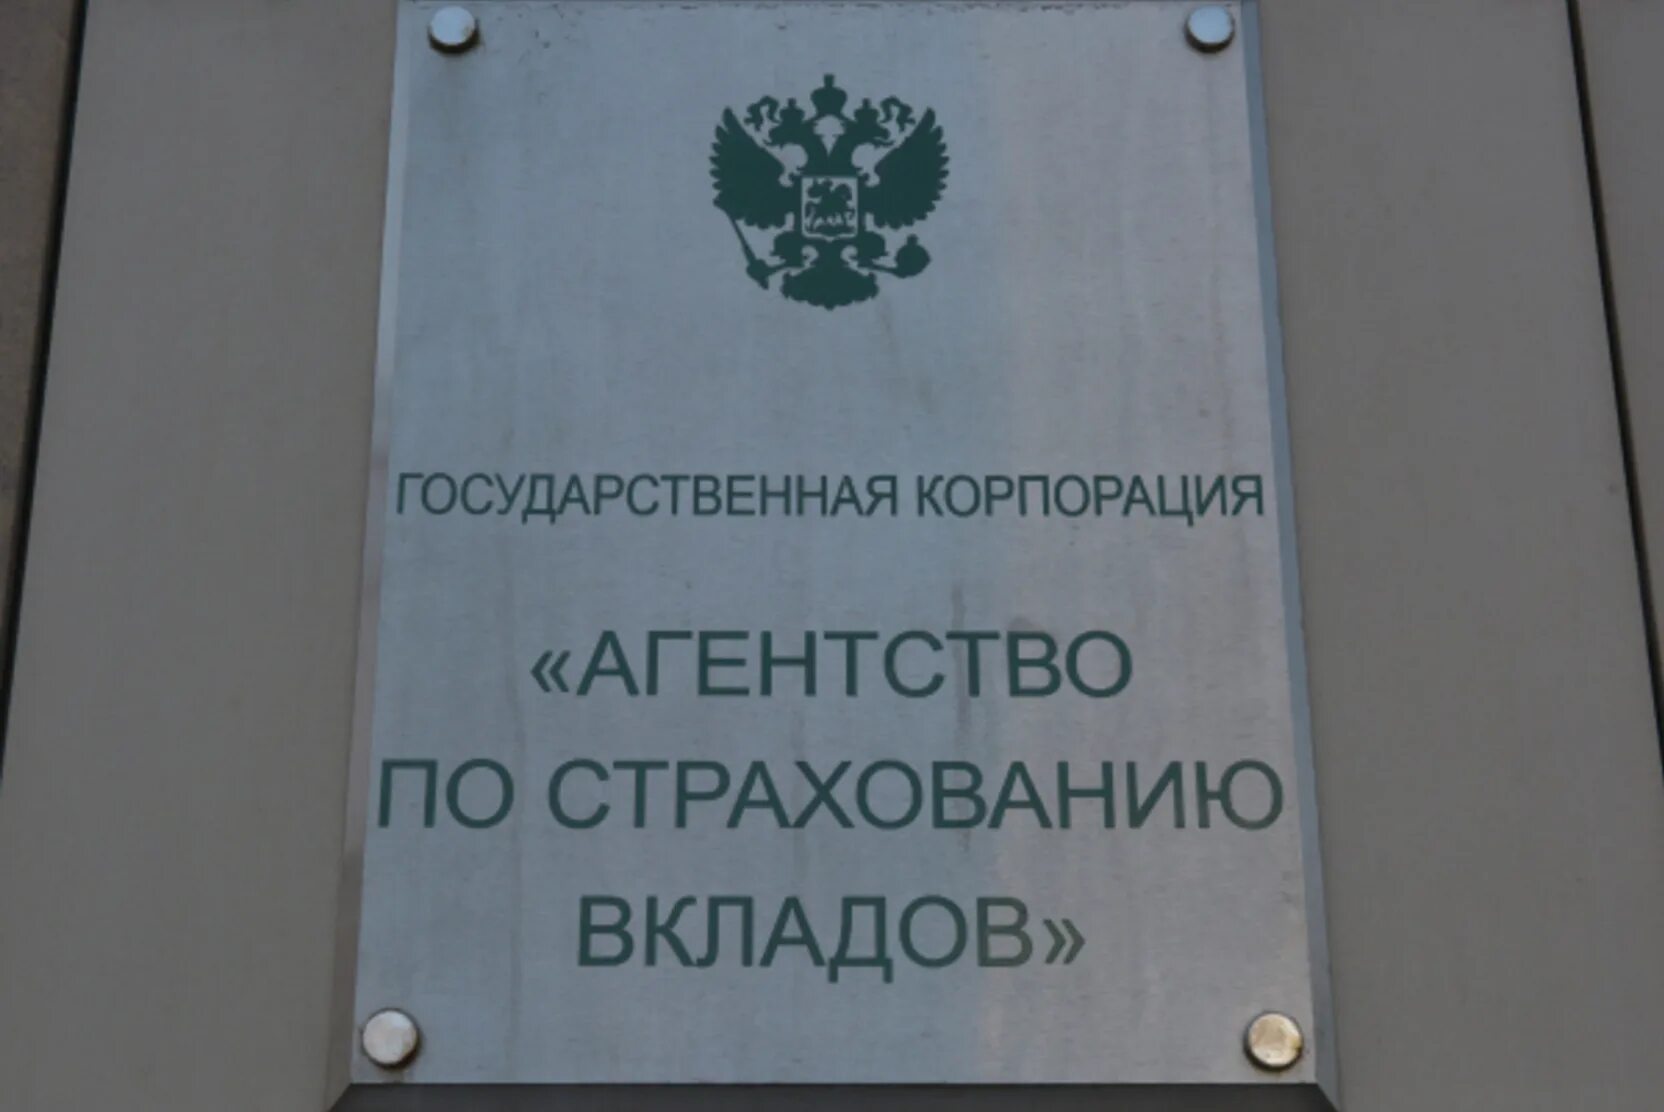 ГОСУДАРСТВЕННАЯ КОРПОРАЦИЯ
«АГЕНТСТВО
ПО СТРАХОВАНИЮ
ВКЛАДОВ»